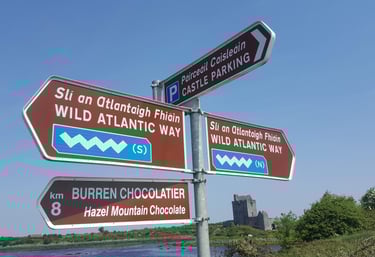 Páirceáil Caisleáin
P CASTLE PARKING
Slí an Atlantaigh Fhiáin
WILD ATLANTIC WAY
(S)
Slí an Atlantaigh Fhiáin
WILD ATLANTIC WAY
(N)
km BURREN CHOCOLATIER
8 Hazel Mountain Chocolate